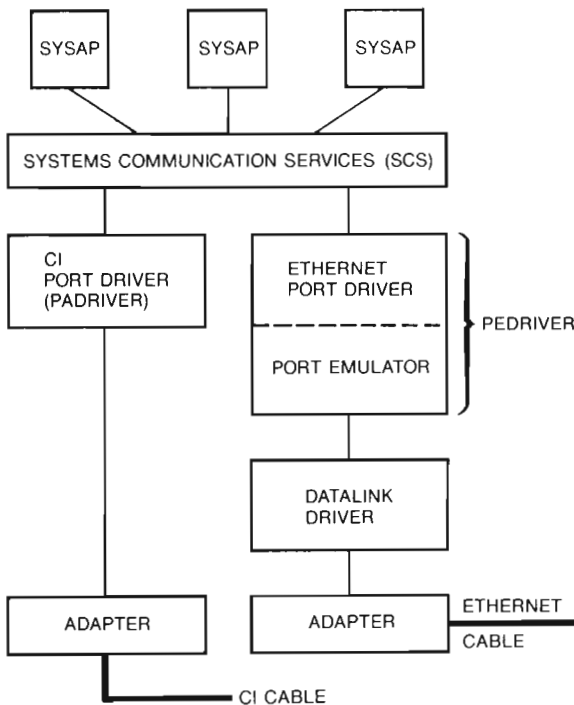 SYSAP
SYSAP
SYSAP
SYSTEMS COMMUNICATION SERVICES (SCS)
CI
PORT DRIVER
(PADRIVER)
ETHERNET
PORT DRIVER
PORT EMULATOR
PEDRIVER
DATALINK
DRIVER
ADAPTER
ADAPTER
ETHERNET
CABLE
CI CABLE